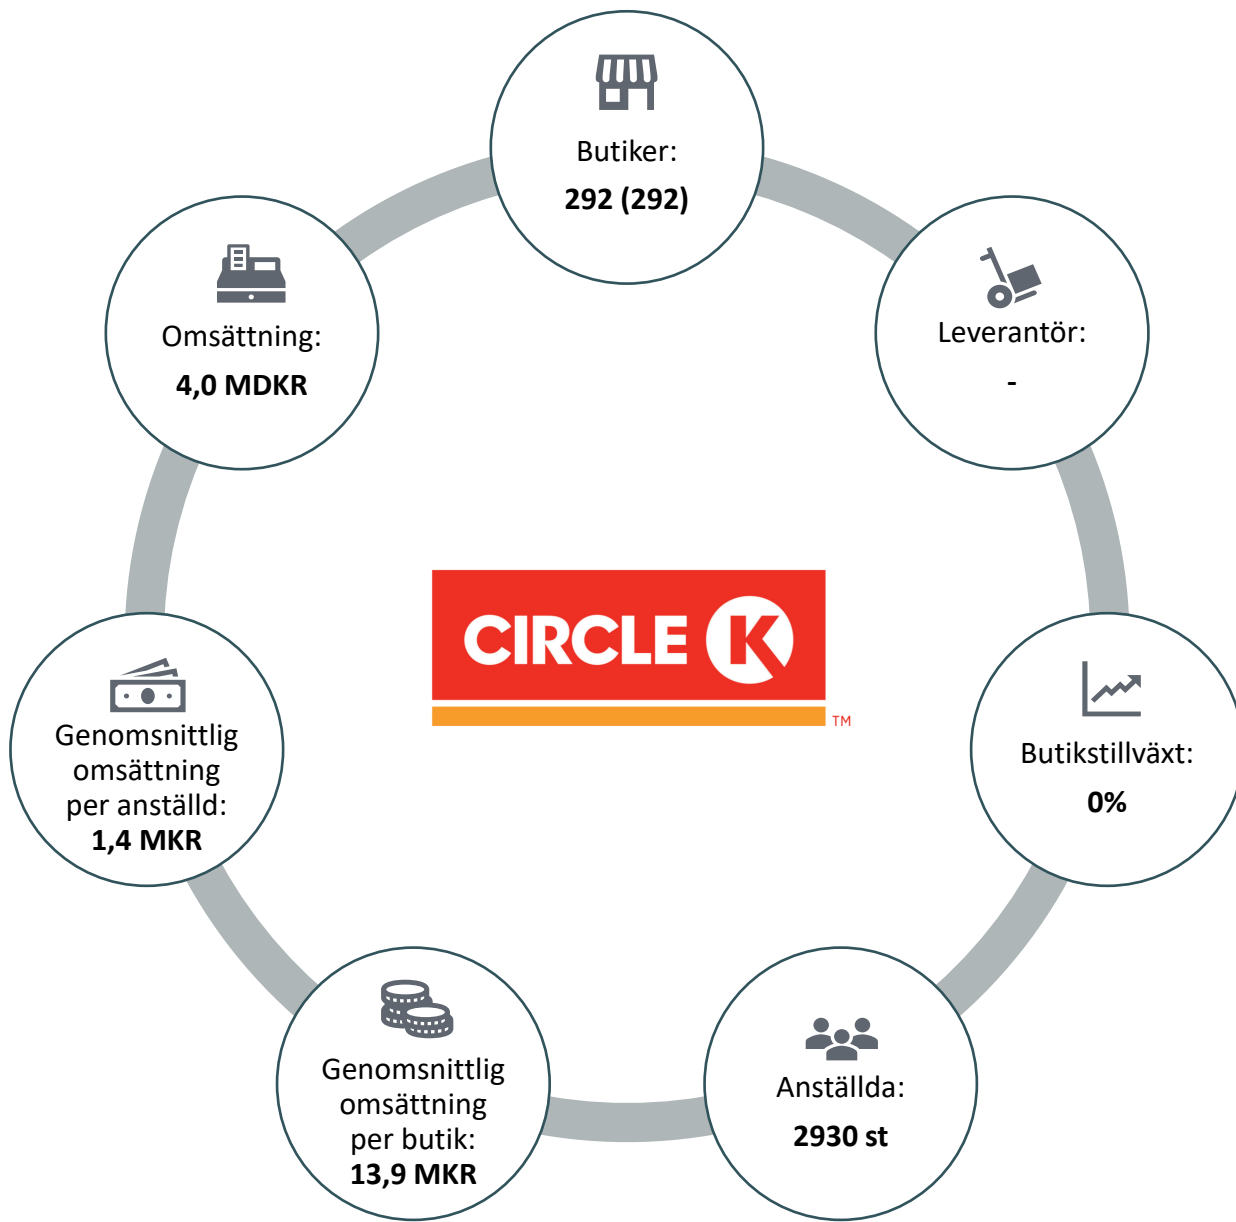 Butiker:
292 (292)
Leverantör:
-
Butikstillväxt:
0%
Anställda:
2930 st
Genomsnittlig
omsättning
per butik:
13,9 MKR
Genomsnittlig
omsättning
per anställd:
1,4 MKR
Omsättning:
4,0 MDKR
CIRCLE K
TM